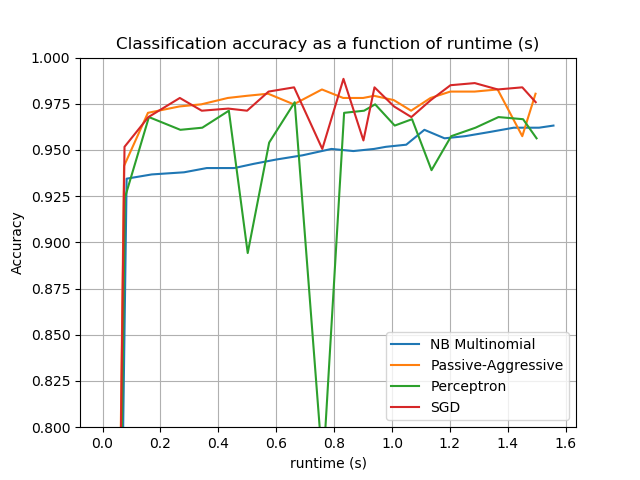 Classification accuracy as a function of runtime (s)
1.000
0.975
0.950
0.925
0.900
0.875
0.850
0.825
0.800
Accuracy
NB Multinomial
Passive-Aggressive
Perceptron
SGD
0.0 0.2 0.4 0.6 0.8 1.0 1.2 1.4 1.6
runtime (s)